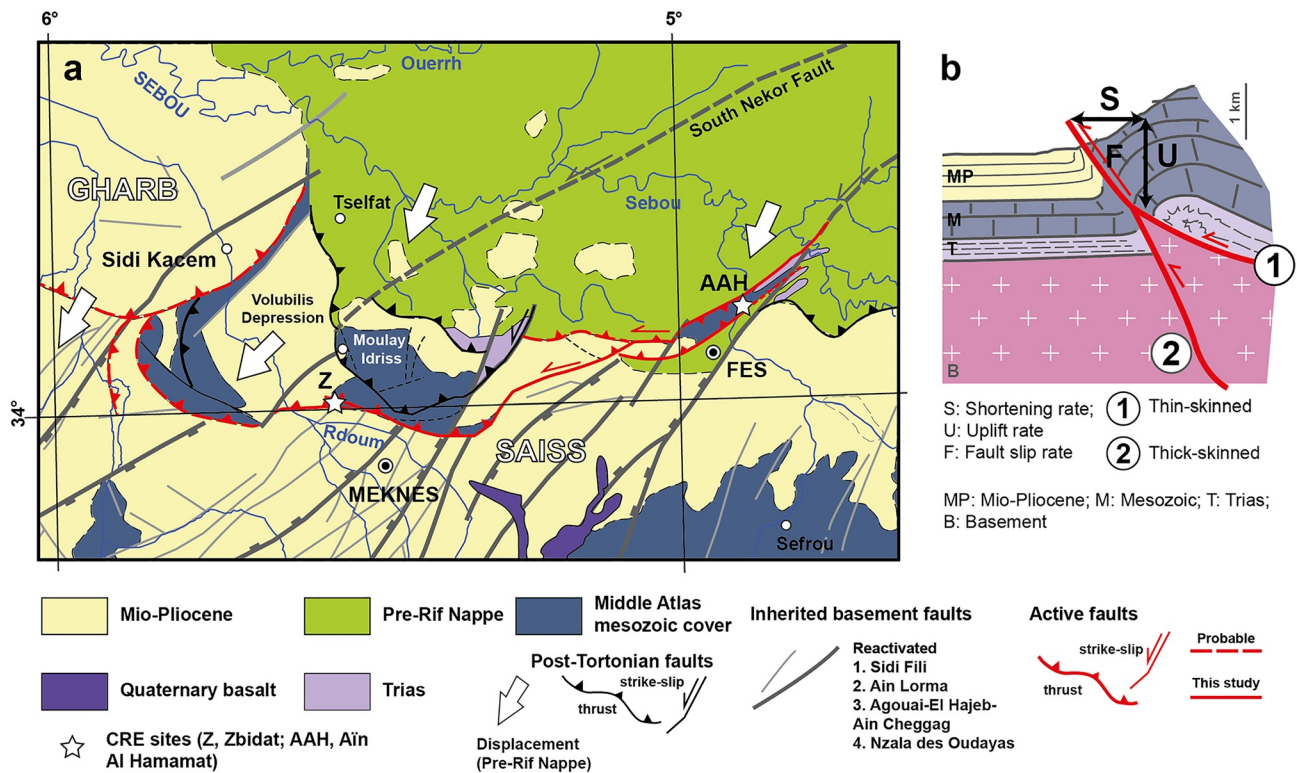 6°
5°
34°
a
SEBOU
Ouerrh
South Nekor Fault
GHARB
Tselfat
Sebou
Sidi Kacem
AAH
Volubilis
Depression
Moulay
Idriss
FES
Z
Rdoum
SAISS
MEKNES
Sefrou
b
S
1 km
F
U
MP
M
T
B
1
2
S: Shortening rate;
U: Uplift rate
F: Fault slip rate
1 Thin-skinned
2 Thick-skinned
MP: Mio-Pliocene; M: Mesozoic; T: Trias;
B: Basement
Mio-Pliocene
Pre-Rif Nappe
Middle Atlas
mesozoic cover
Quaternary basalt
Trias
CRE sites (Z, Zbidat; AAH, Aïn
Al Hamamat)
Post-Tortonian faults
strike-slip
thrust
Displacement
(Pre-Rif Nappe)
Inherited basement faults
Reactivated
1. Sidi Fili
2. Ain Lorma
3. Agouai-El Hajeb-
Ain Cheggag
4. Nzala des Oudayas
Active faults
strike-slip
thrust
Probable
This study